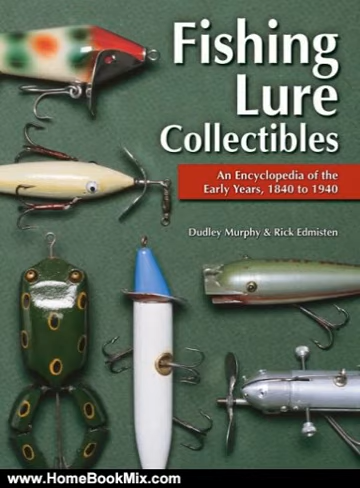 Fishing
Lure
Collectibles
An Encyclopedia of the
Early Years, 1840 to 1940
Dudley Murphy & Rick Edmisten
www.HomeBookMix.com